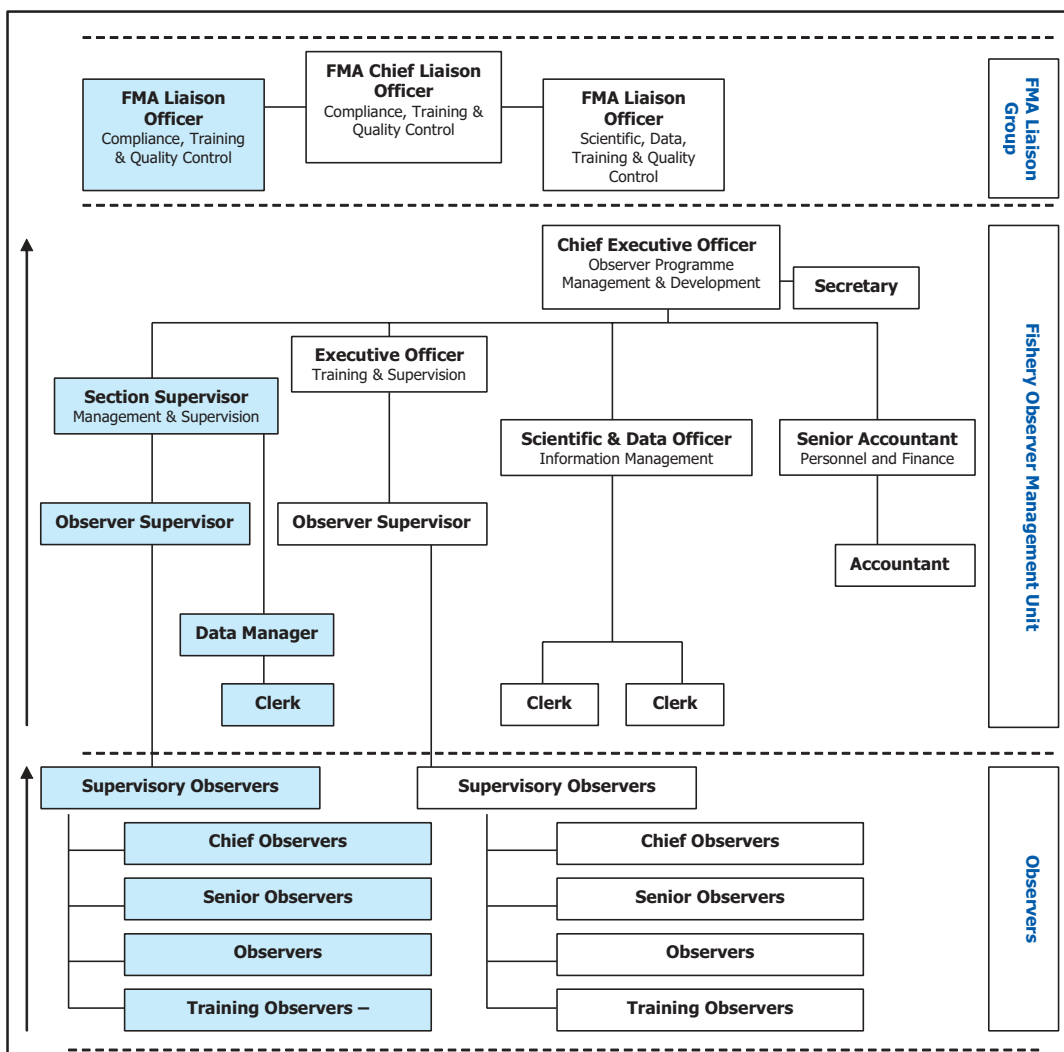 FMA Liaison
Officer
Compliance, Training
& Quality Control
FMA Chief Liaison
Officer
Compliance, Training &
Quality Control
FMA Liaison
Officer
Scientific, Data,
Training & Quality
Control
FMA Liaison
Group
Chief Executive Officer
Observer Programme
Management & Development
Secretary
Executive Officer
Training & Supervision
Section Supervisor
Management & Supervision
Scientific & Data Officer
Information Management
Senior Accountant
Personnel and Finance
Observer Supervisor
Observer Supervisor
Accountant
Data Manager
Clerk
Clerk
Clerk
Fishery Observer Management Unit
Supervisory Observers
Supervisory Observers
Chief Observers
Chief Observers
Senior Observers
Senior Observers
Observers
Observers
Training Observers –
Training Observers
Observers